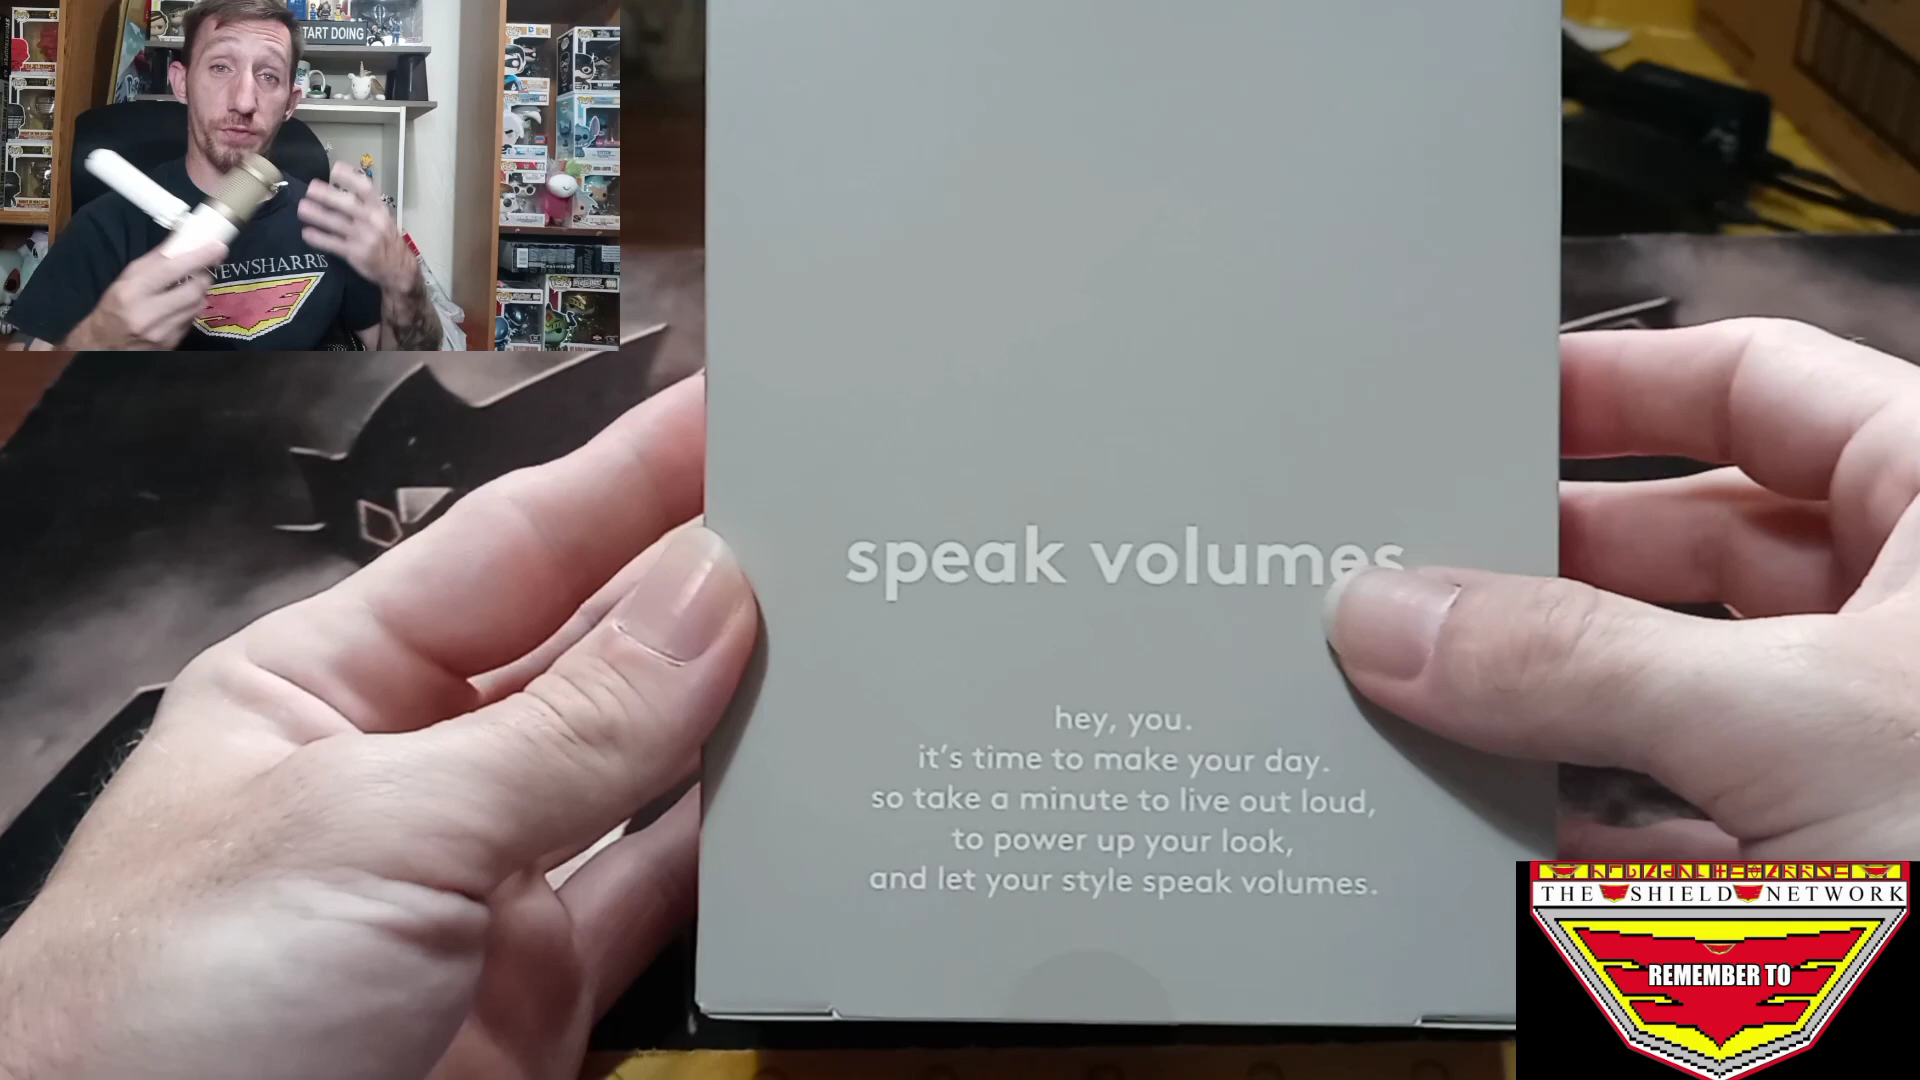 START DOING
NEWSHARRIS
speak volumes
hey, you.
it's time to make your day.
so take a minute to live out loud,
to power up your look,
and let your style speak volumes.
THE SHIELD NETWORK
REMEMBER TO